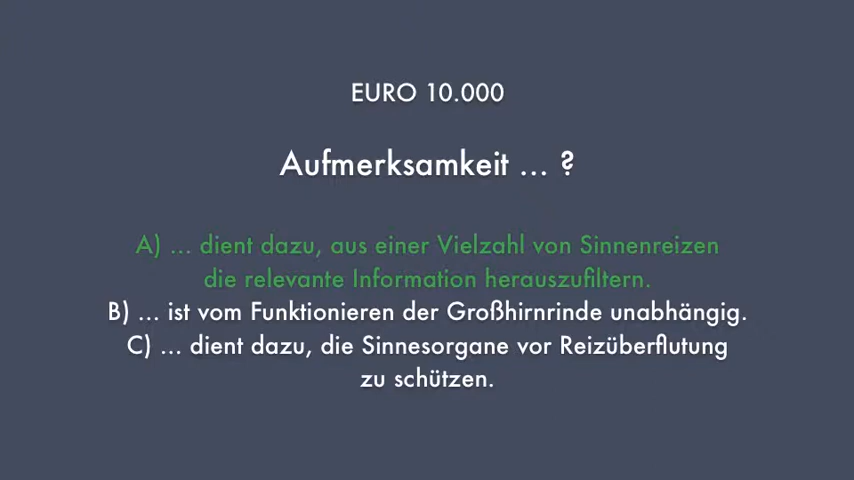 EURO 10.000
Aufmerksamkeit ... ?
A) ... dient dazu, aus einer Vielzahl von Sinnenreizen
die relevante Information herauszufiltern.
B) ... ist vom Funktionieren der Großhirnrinde unabhängig.
C) ... dient dazu, die Sinnesorgane vor Reizüberflutung
zu schützen.